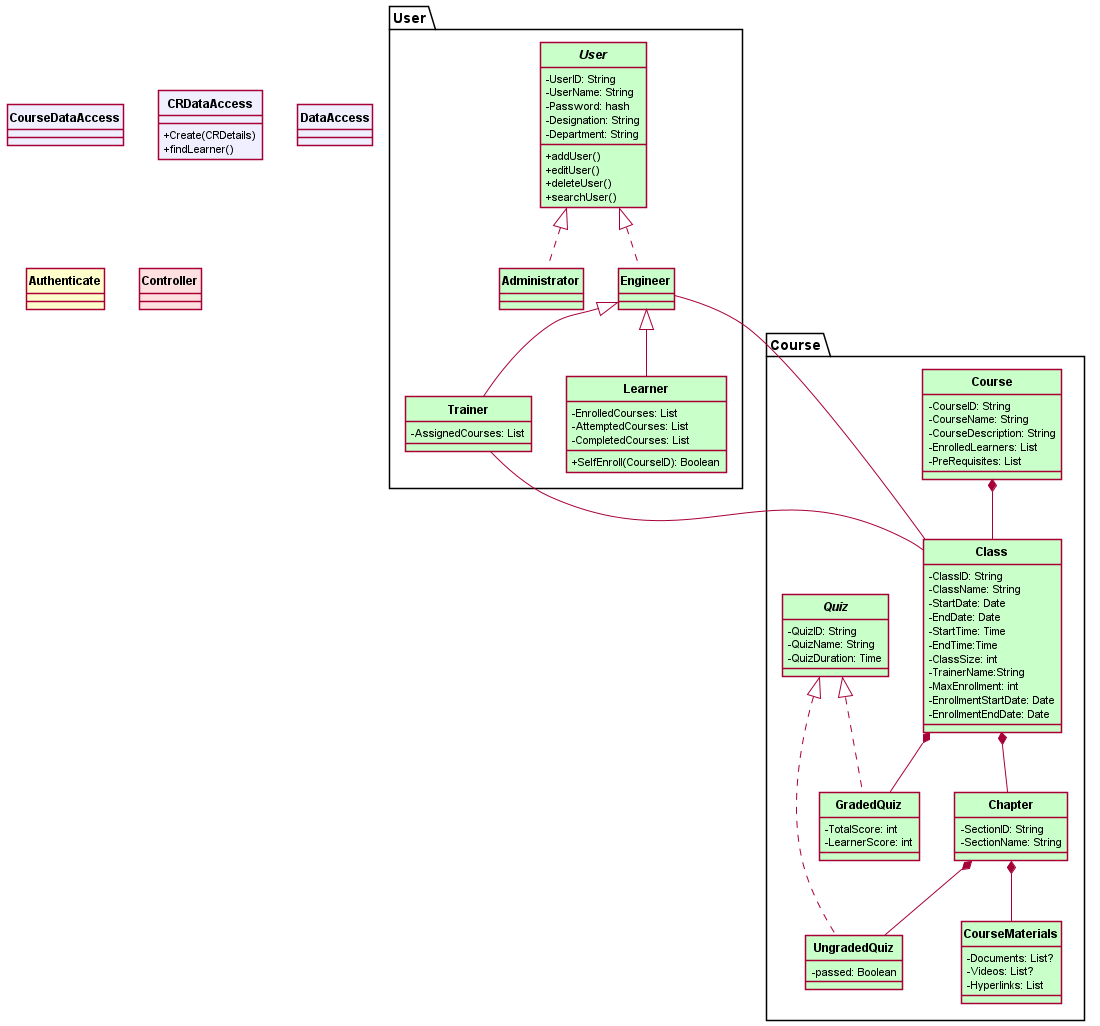 User
User
-UserID: String
-UserName: String
-Password: hash
-Designation: String
-Department: String
+addUser()
+editUser()
+deleteUser()
+searchUser()
CourseDataAccess
CRDataAccess
+Create(CRDetails)
+findLearner()
DataAccess
Authenticate
Controller
Administrator
Engineer
Trainer
-AssignedCourses: List
Learner
-EnrolledCourses: List
-AttemptedCourses: List
-CompletedCourses: List
+SelfEnroll(CourseID): Boolean
Course
Course
-CourseID: String
-CourseName: String
-CourseDescription: String
-EnrolledLearners: List
-PreRequisites: List
Class
-ClassID: String
-ClassName: String
-StartDate: Date
-EndDate: Date
-StartTime: Time
-EndTime:Time
-ClassSize: int
-TrainerName:String
-MaxEnrollment: int
-EnrollmentStartDate: Date
-EnrollmentEndDate: Date
Quiz
-QuizID: String
-QuizName: String
-QuizDuration: Time
GradedQuiz
-TotalScore: int
-LearnerScore: int
Chapter
-SectionID: String
-SectionName: String
UngradedQuiz
-passed: Boolean
CourseMaterials
-Documents: List?
-Videos: List?
-Hyperlinks: List